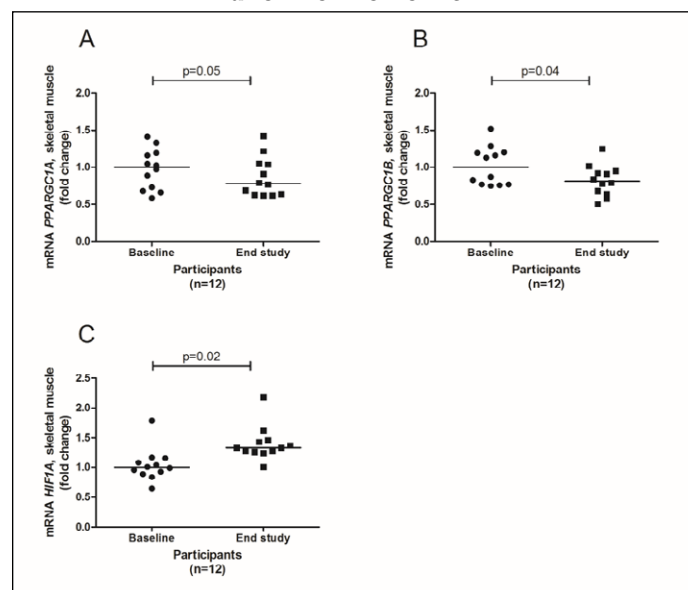 A
p=0.05
mRNA PPARGC1A, skeletal muscle
(fold change)
2.0
1.5
1.0
0.5
0.0
Baseline
End study
Participants
(n=12)
B
p=0.04
mRNA PPARGC1B, skeletal muscle
(fold change)
2.0
1.5
1.0
0.5
0.0
Baseline
End study
Participants
(n=12)
C
p=0.02
mRNA HIF1A, skeletal muscle
(fold change)
2.5
2.0
1.5
1.0
0.5
0.0
Baseline
End study
Participants
(n=12)